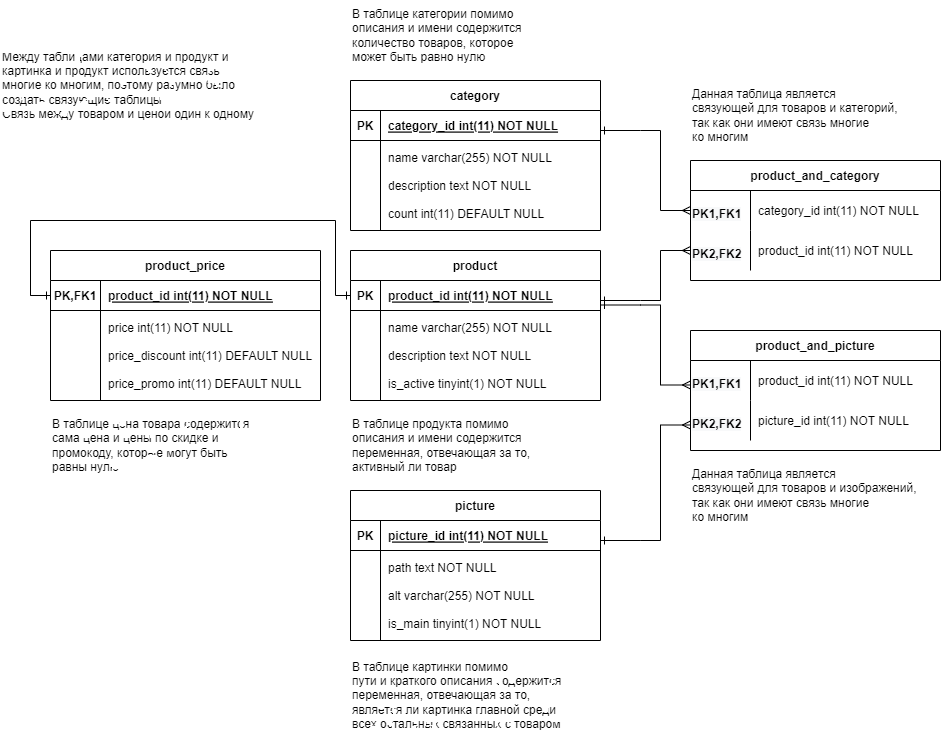 В таблице категории помимо
описания и имени содержится
количество товаров, которое
может быть равно нулю
Между табли ами категория и продукт и
картинка и продукт используется связь
многие ко многим, поэтому разумно было
создать связующие таблицы
Связь между товаром и ценой один к одному
category
PK category_id int(11) NOT NULL
name varchar(255) NOT NULL
description text NOT NULL
count int(11) DEFAULT NULL
Данная таблица является
связующей для товаров и категорий,
так как они имеют связь многие
ко многим
product_and_category
PK1,FK1 category_id int(11) NOT NULL
PK2,FK2 product_id int(11) NOT NULL
product_price
PK,FK1 product_id int(11) NOT NULL
price int(11) NOT NULL
price_discount int(11) DEFAULT NULL
price_promo int(11) DEFAULT NULL
product
PK product_id int(11) NOT NULL
name varchar(255) NOT NULL
description text NOT NULL
is_active tinyint(1) NOT NULL
product_and_picture
PK1,FK1 product_id int(11) NOT NULL
PK2,FK2 picture_id int(11) NOT NULL
В таблице цена товара содержится
сама цена и цены по скидке и
промокоду, которые могут быть
равны нулю
В таблице продукта помимо
описания и имени содержится
переменная, отвечающая за то,
активный ли товар
Данная таблица является
связующей для товаров и изображений,
так как они имеют связь многие
ко многим
picture
PK picture_id int(11) NOT NULL
path text NOT NULL
alt varchar(255) NOT NULL
is_main tinyint(1) NOT NULL
В таблице картинки помимо
пути и краткого описания содержится
переменная, отвечающая за то,
является ли картинка главной среди
всех остальных связанных с товаром